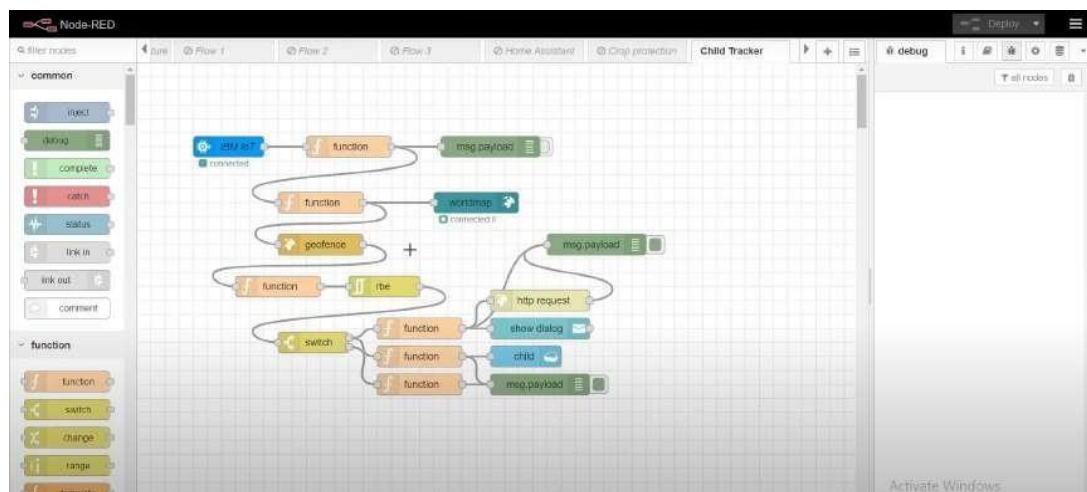 Node-RED
Deploy
filter nodes
Flow 1
Flow 2
Flow 3
Home Assistant
Crop protection
Child Tracker
debug
i
all nodes
common
inject
debug
complete
catch
status
link in
link out
comment
function
function
switch
change
range
IBM IoT
connected
function
msg.payload
function
worldmap
connected
geofence
msg.payload
function
rbe
http request
switch
function
show dialog
function
child
function
msg.payload
Activate Windows